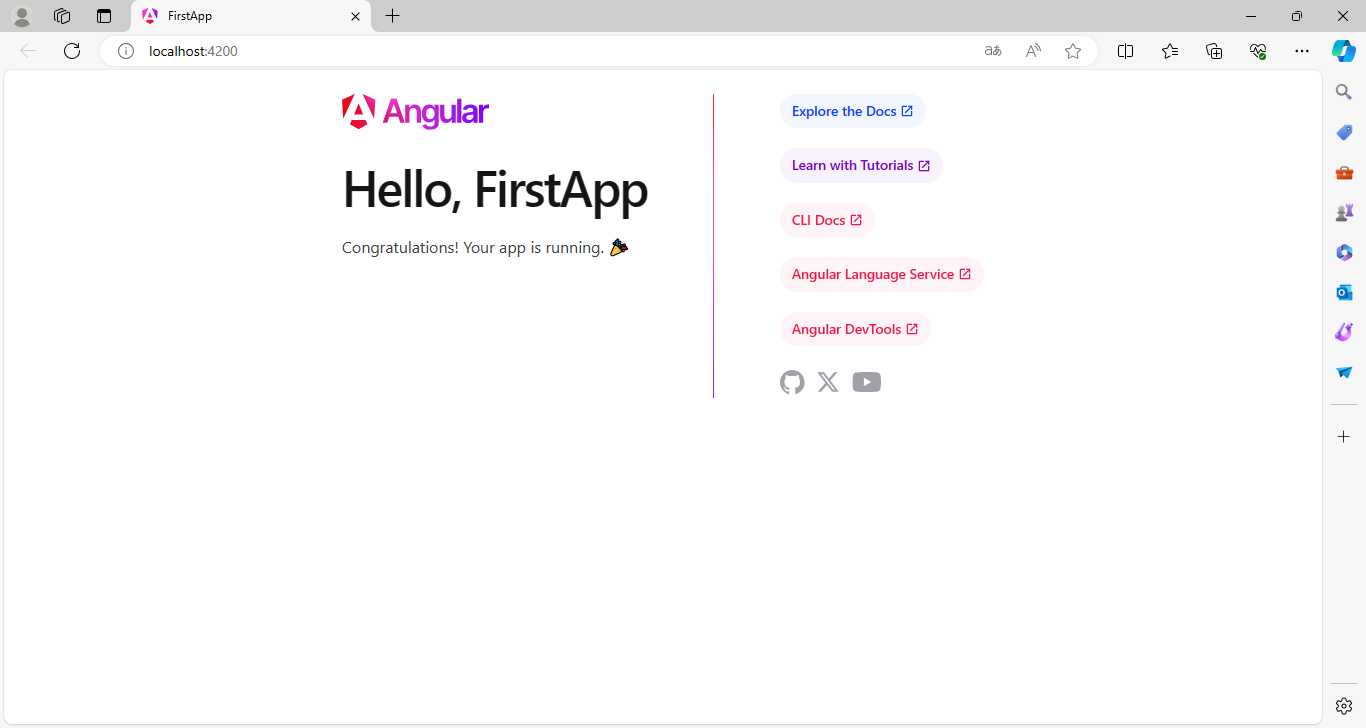 FirstApp
localhost:4200
Angular
Hello, FirstApp
Congratulations! Your app is running. 🎉
Explore the Docs
Learn with Tutorials
CLI Docs
Angular Language Service
Angular DevTools